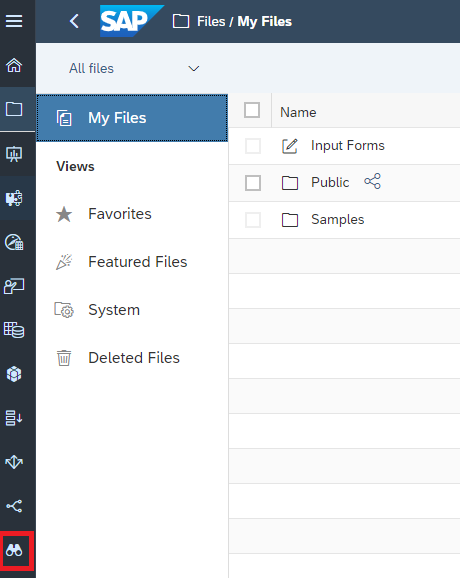 SAP
Files / My Files
All files
My Files
Views
Favorites
Featured Files
System
Deleted Files
Name
Input Forms
Public
Samples